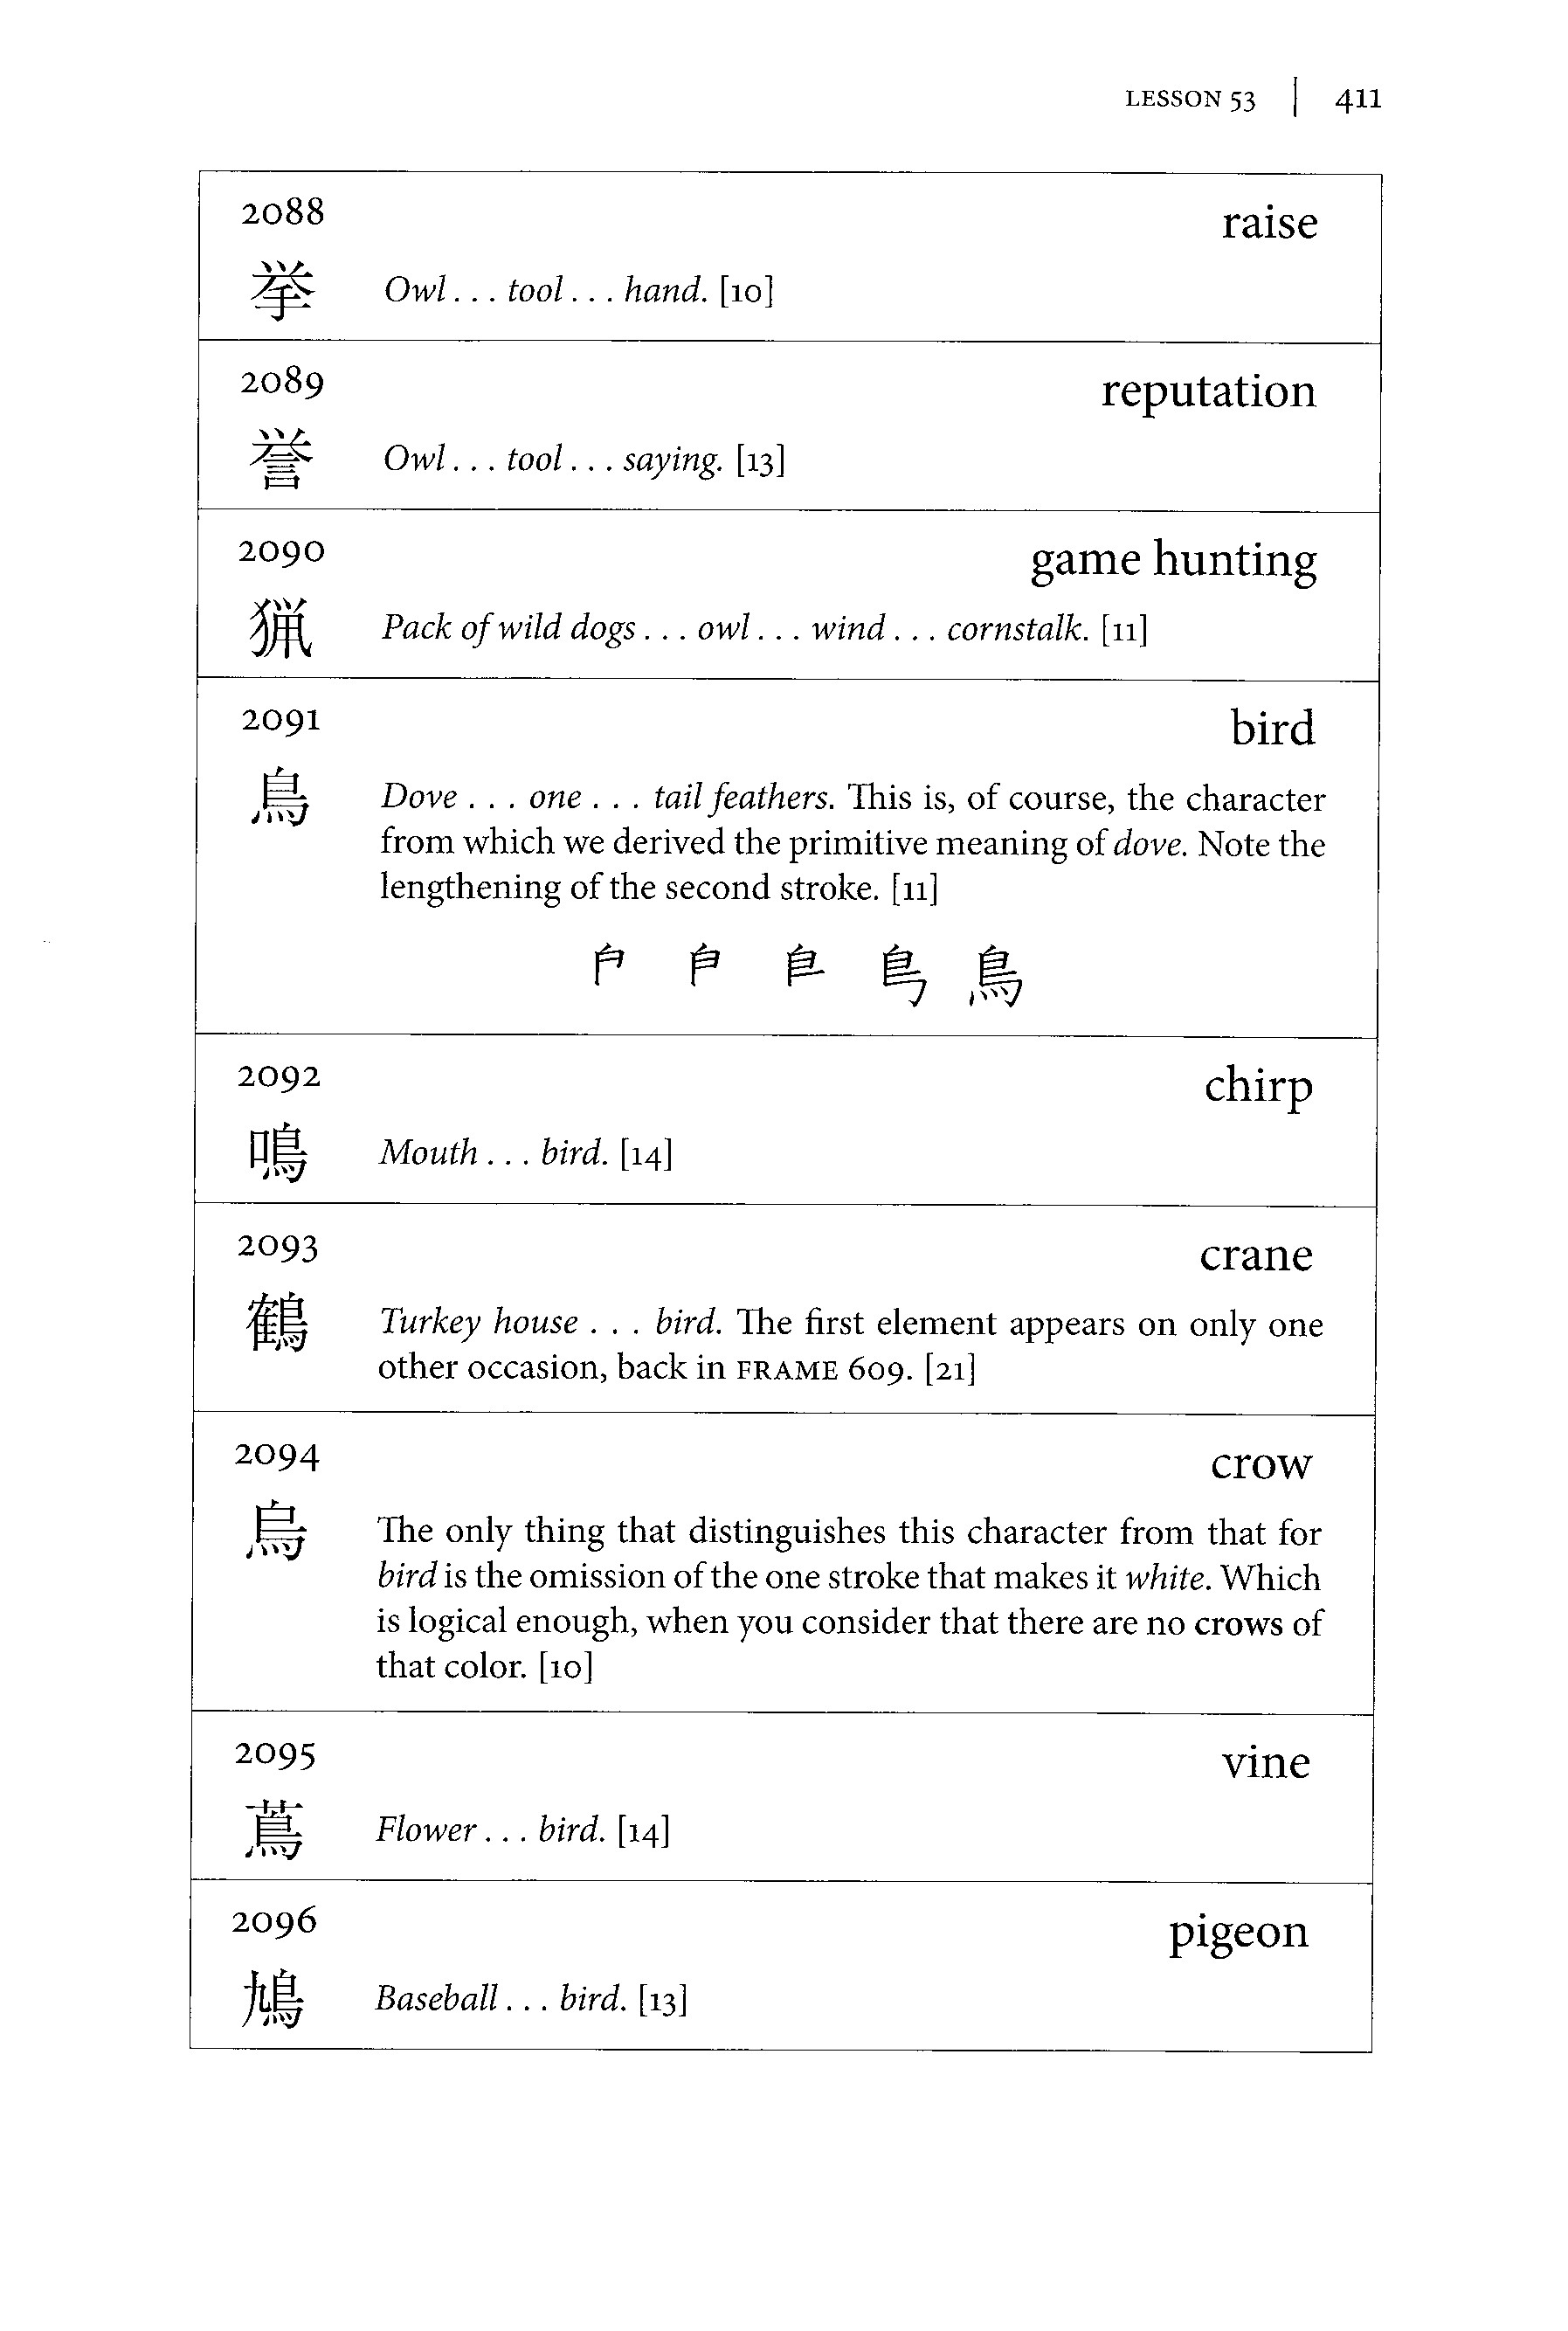 LESSON 53 | 411
2088 raise
挙 Owl . . . tool . . . hand. [10]
2089 reputation
誉 Owl . . . tool . . . saying. [13]
2090 game hunting
猟 Pack of wild dogs . . . owl . . . wind . . . cornstalk. [11]
2091 bird
鳥 Dove . . . one . . . tail feathers. This is, of course, the character
from which we derived the primitive meaning of dove. Note the
lengthening of the second stroke. [11]
鳥
2092 chirp
鳴 Mouth . . . bird. [14]
2093 crane
鶴 Turkey house . . . bird. The first element appears on only one
other occasion, back in FRAME 609. [21]
2094 crow
烏 The only thing that distinguishes this character from that for
bird is the omission of the one stroke that makes it white. Which
is logical enough, when you consider that there are no crows of
that color. [10]
2095 vine
蔦 Flower . . . bird. [14]
2096 pigeon
鳩 Baseball . . . bird. [13]